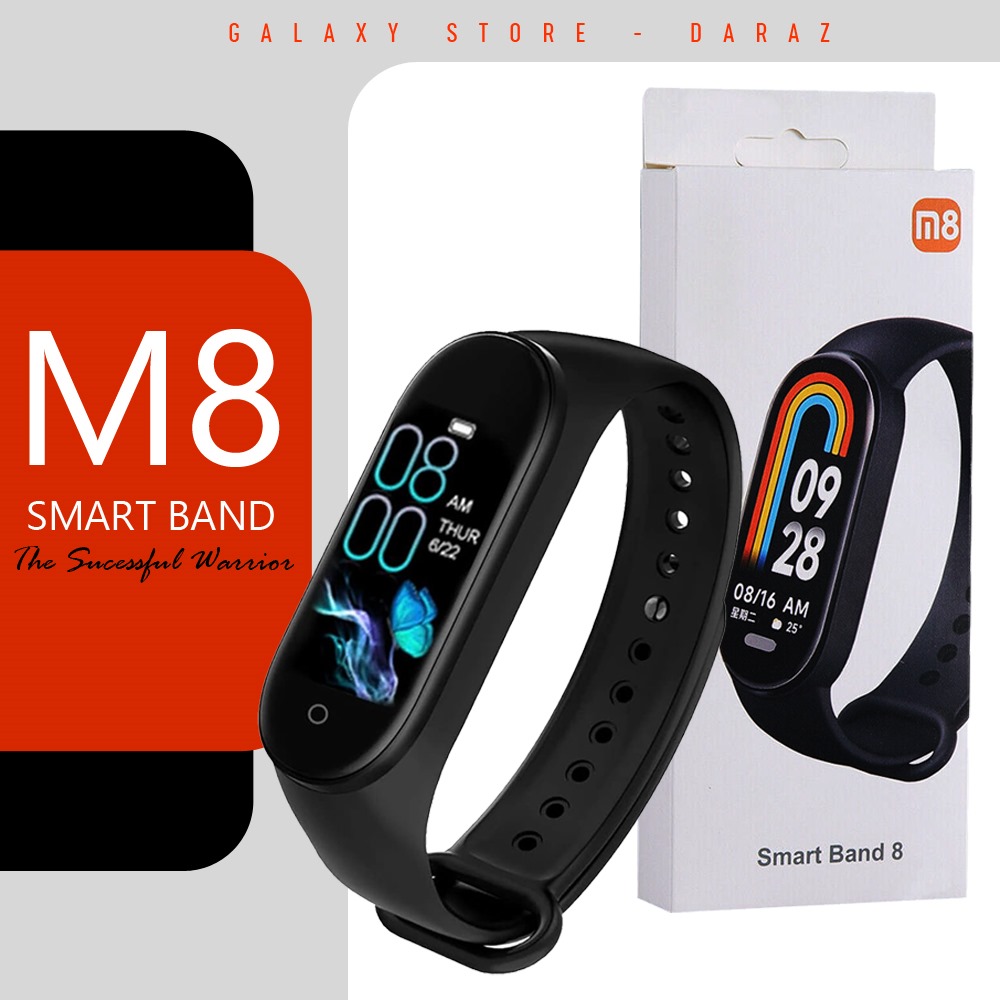 GALAXY STORE - DARAZ
M8
SMART BAND
The Sucessful Warrior
08
AM
00
THUR
6/22
m8
09
28
08/16 AM
星期二
25°
Smart Band 8